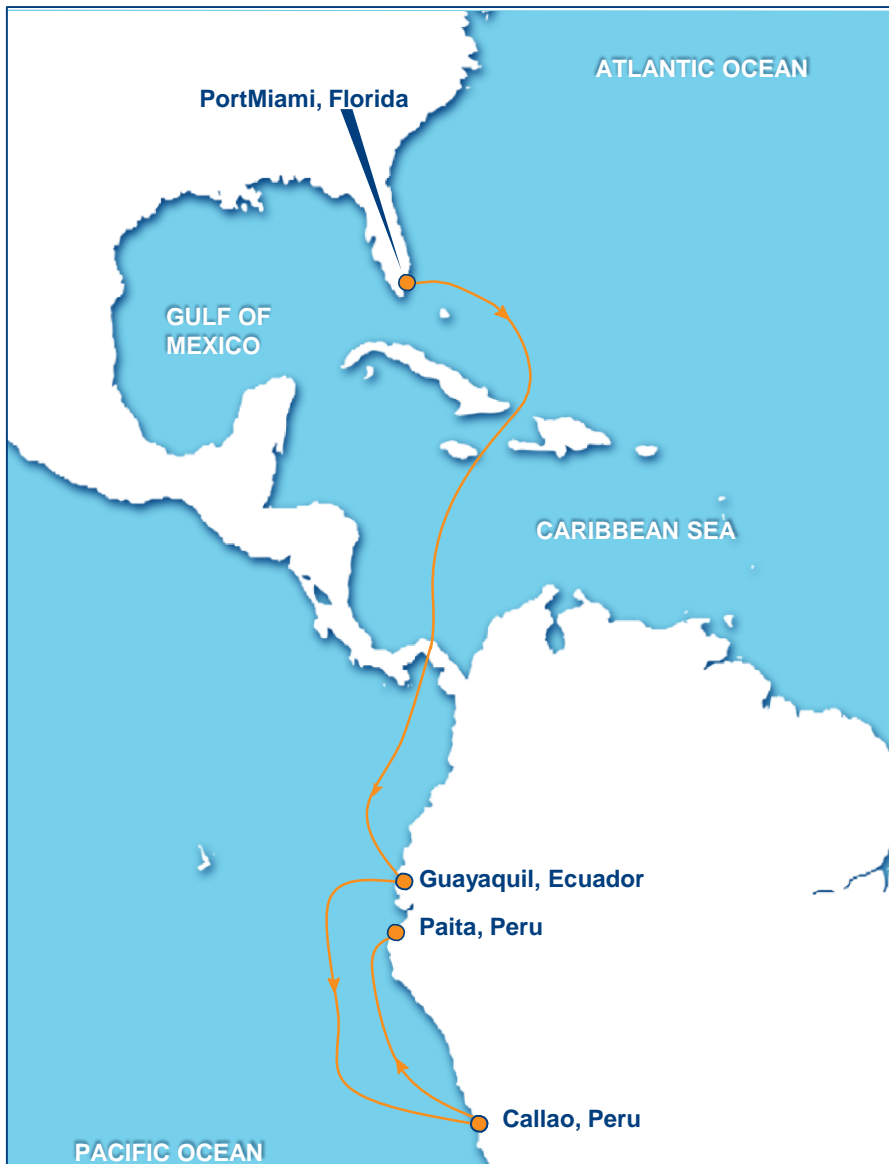 ATLANTIC OCEAN
PortMiami, Florida
GULF OF
MEXICO
CARIBBEAN SEA
Guayaquil, Ecuador
Paita, Peru
Callao, Peru
PACIFIC OCEAN